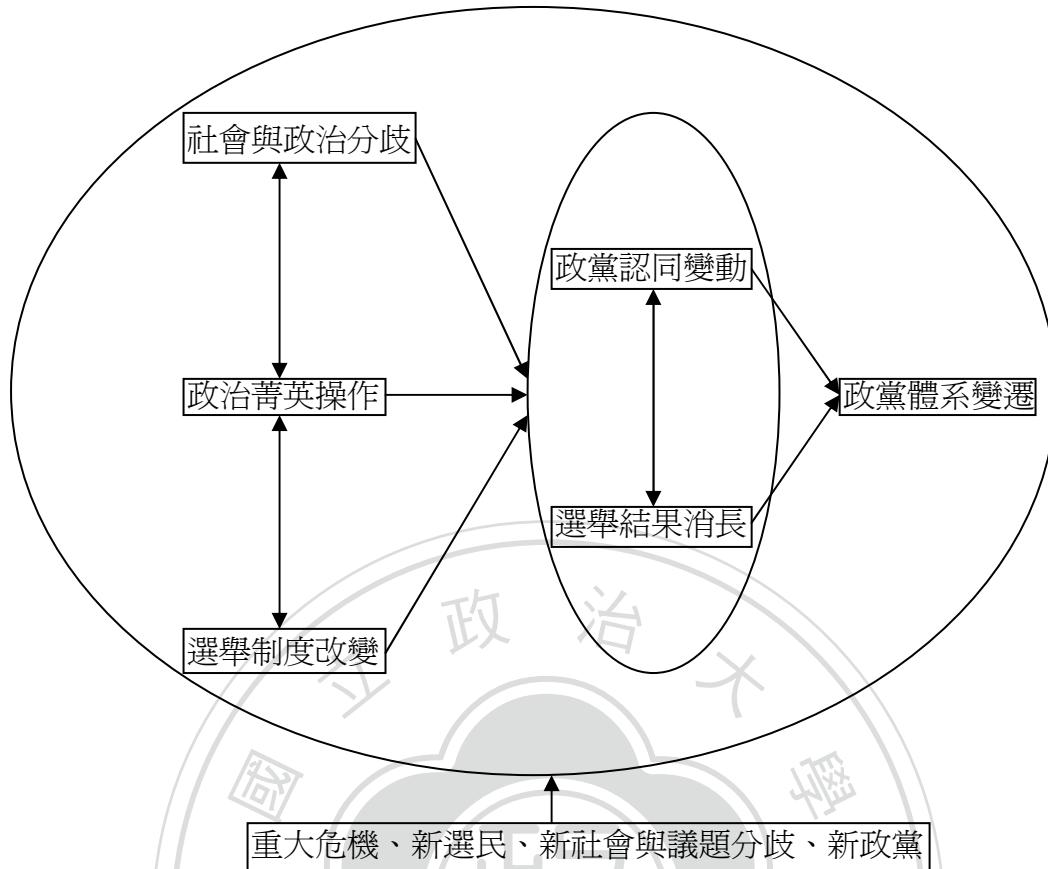 社會與政治分歧
政黨認同變動
政治菁英操作
政黨體系變遷
選舉結果消長
選舉制度改變
國立政治大學
重大危機、新選民、新社會與議題分歧、新政黨